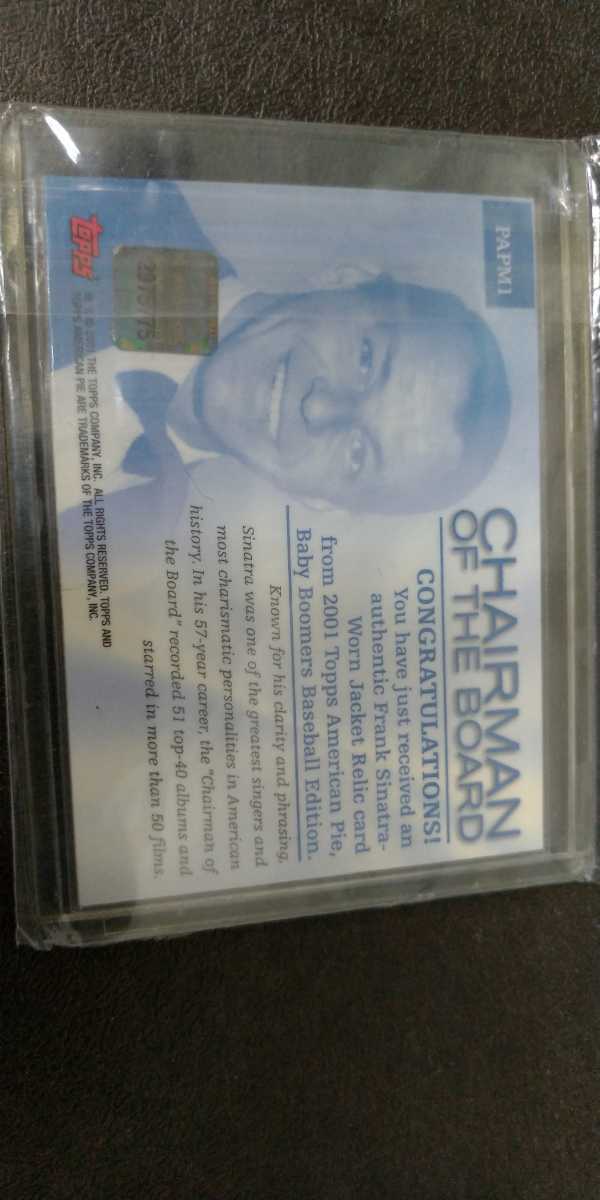 PAPM1
CHAIRMAN
OF THE BOARD
CONGRATULATIONS!
You have just received an
authentic Frank Sinatra-
Worn Jacket Relic card
from 2001 Topps American Pie,
Baby Boomers Baseball Edition.
Known for his clarity and phrasing,
Sinatra was one of the greatest singers and
most charismatic personalities in American
history. In his 57-year career, the "Chairman of
the Board" recorded 51 top-40 albums and
starred in more than 50 films.
topps
® & © 2001 THE TOPPS COMPANY, INC. ALL RIGHTS RESERVED. TOPPS AND
TOPPS AMERICAN PIE ARE TRADEMARKS OF THE TOPPS COMPANY, INC.